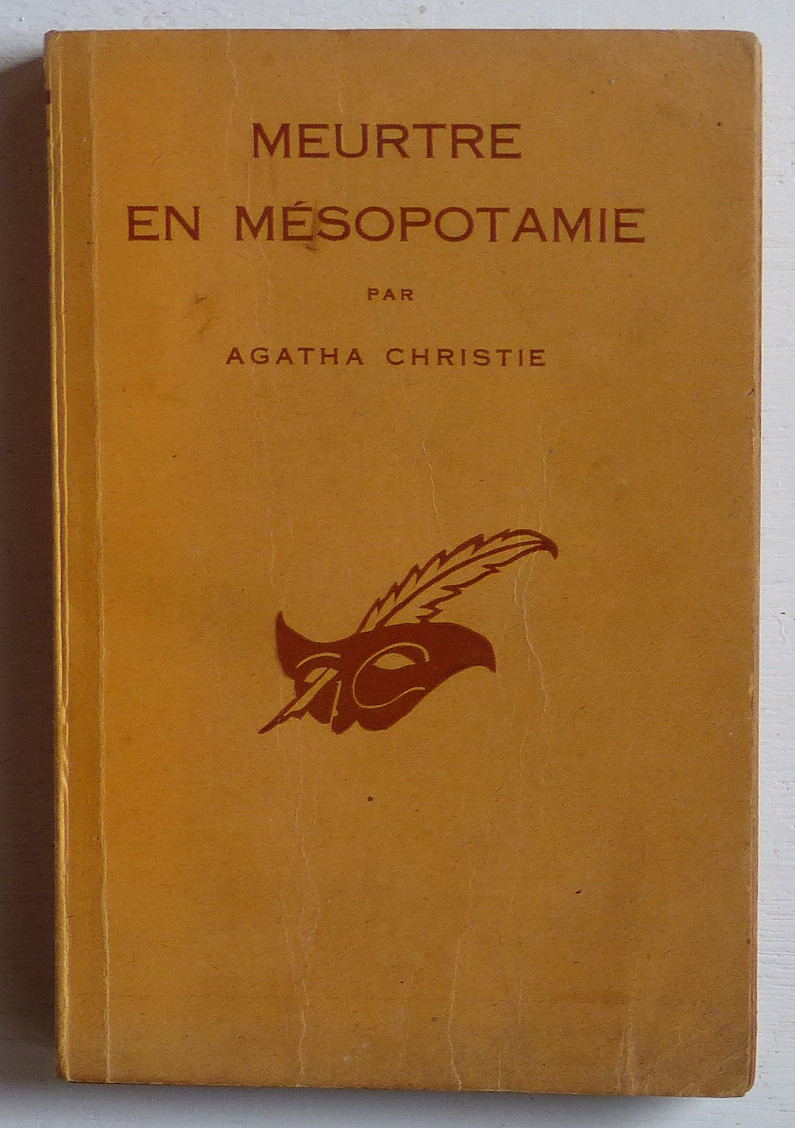 MEURTRE
EN MÉSOPOTAMIE
PAR
AGATHA CHRISTIE